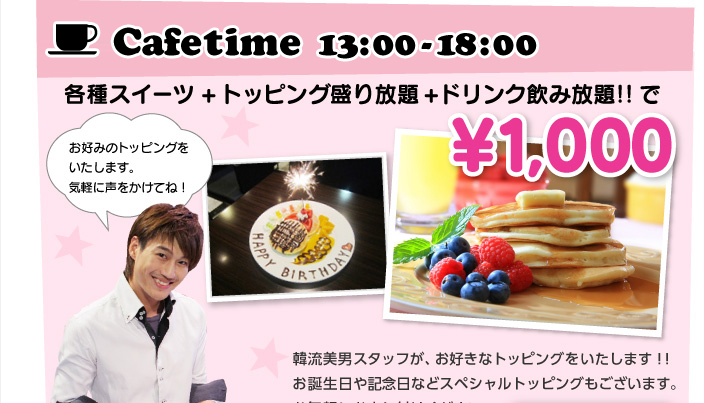 Cafetime 13:00-18:00
各種スイーツ+トッピング盛り放題+ドリンク飲み放題!!で
¥1,000
お好みのトッピングを
いたします。
気軽に声をかけてね！
HAPPY BIRTHDAY
韓流美男スタッフが、お好きなトッピングをいたします!!
お誕生日や記念日などスペシャルトッピングもございます。